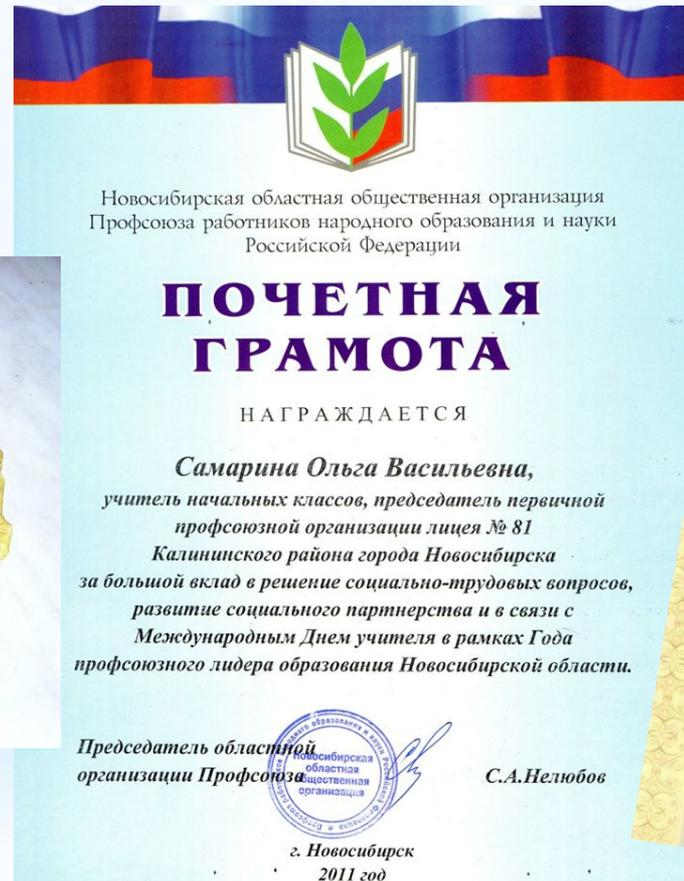 Новосибирская областная общественная организация
Профсоюза работников народного образования и науки
Российской Федерации
ПОЧЕТНАЯ
ГРАМОТА
НАГРАЖДАЕТСЯ
Самарина Ольга Васильевна,
учитель начальных классов, председатель первичной
профсоюзной организации лицея № 81
Калининского района города Новосибирска
за большой вклад в решение социально-трудовых вопросов,
развитие социального партнерства и в связи с
Международным Днем учителя в рамках Года
профсоюзного лидера образования Новосибирской области.
Председатель областной
организации Профсоюза
С.А.Нелюбов
Новосибирская
областная
общественная
организация
г. Новосибирск
2011 год